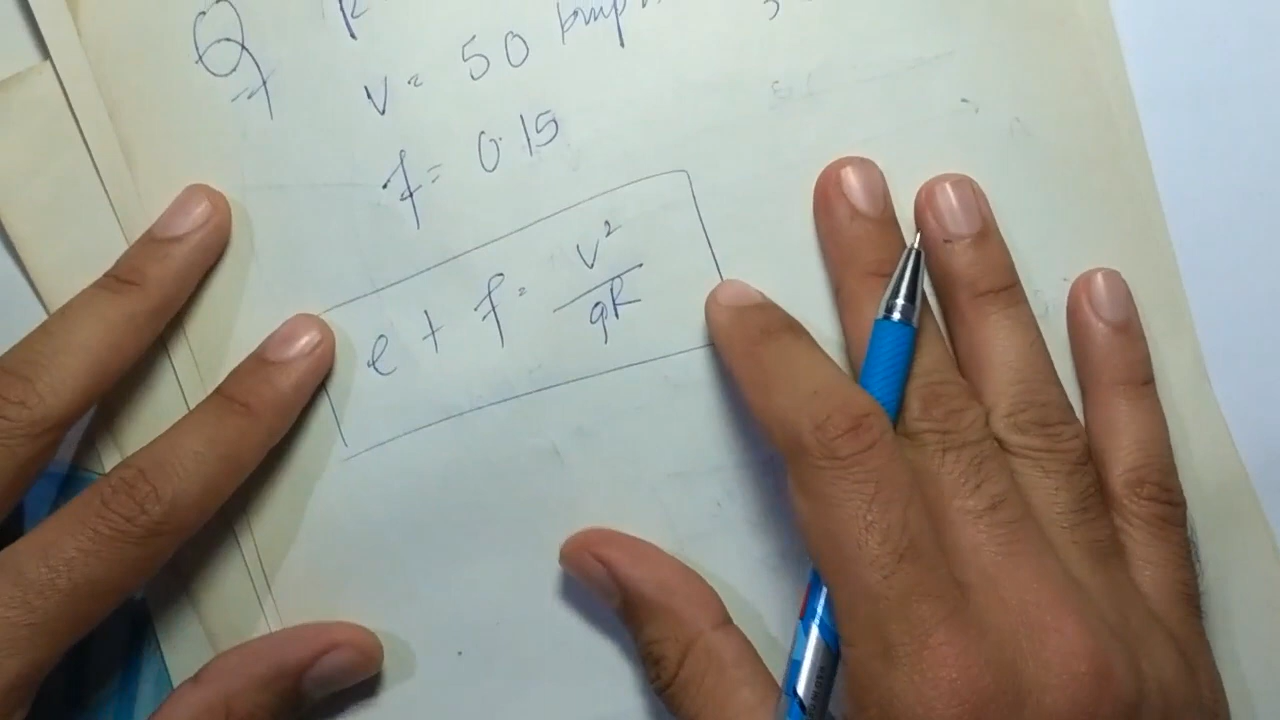 Q R
v = 50 kmph
f = 0.15
e + f = v²/gR